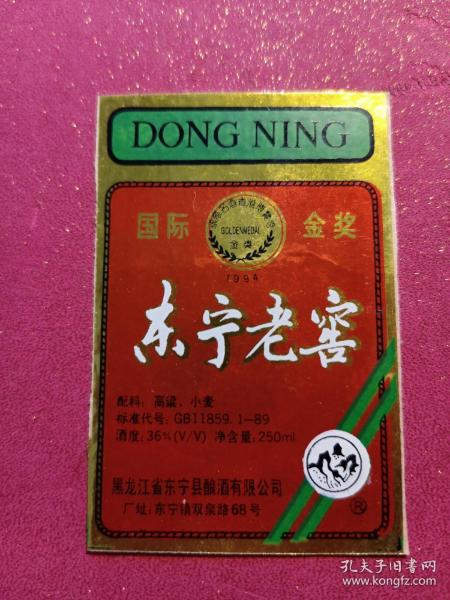 DONG NING
国际 金奖
GOLDENMEDAL
金奖
1994
东宁老窖
配料：高粱、小麦
标准代号：GB11859.1-89
酒度：36%(V/V) 净含量：250ml
黑龙江省东宁县酿酒有限公司
厂址：东宁镇双泉路68号
®
孔夫子旧书网
www.kongfz.com